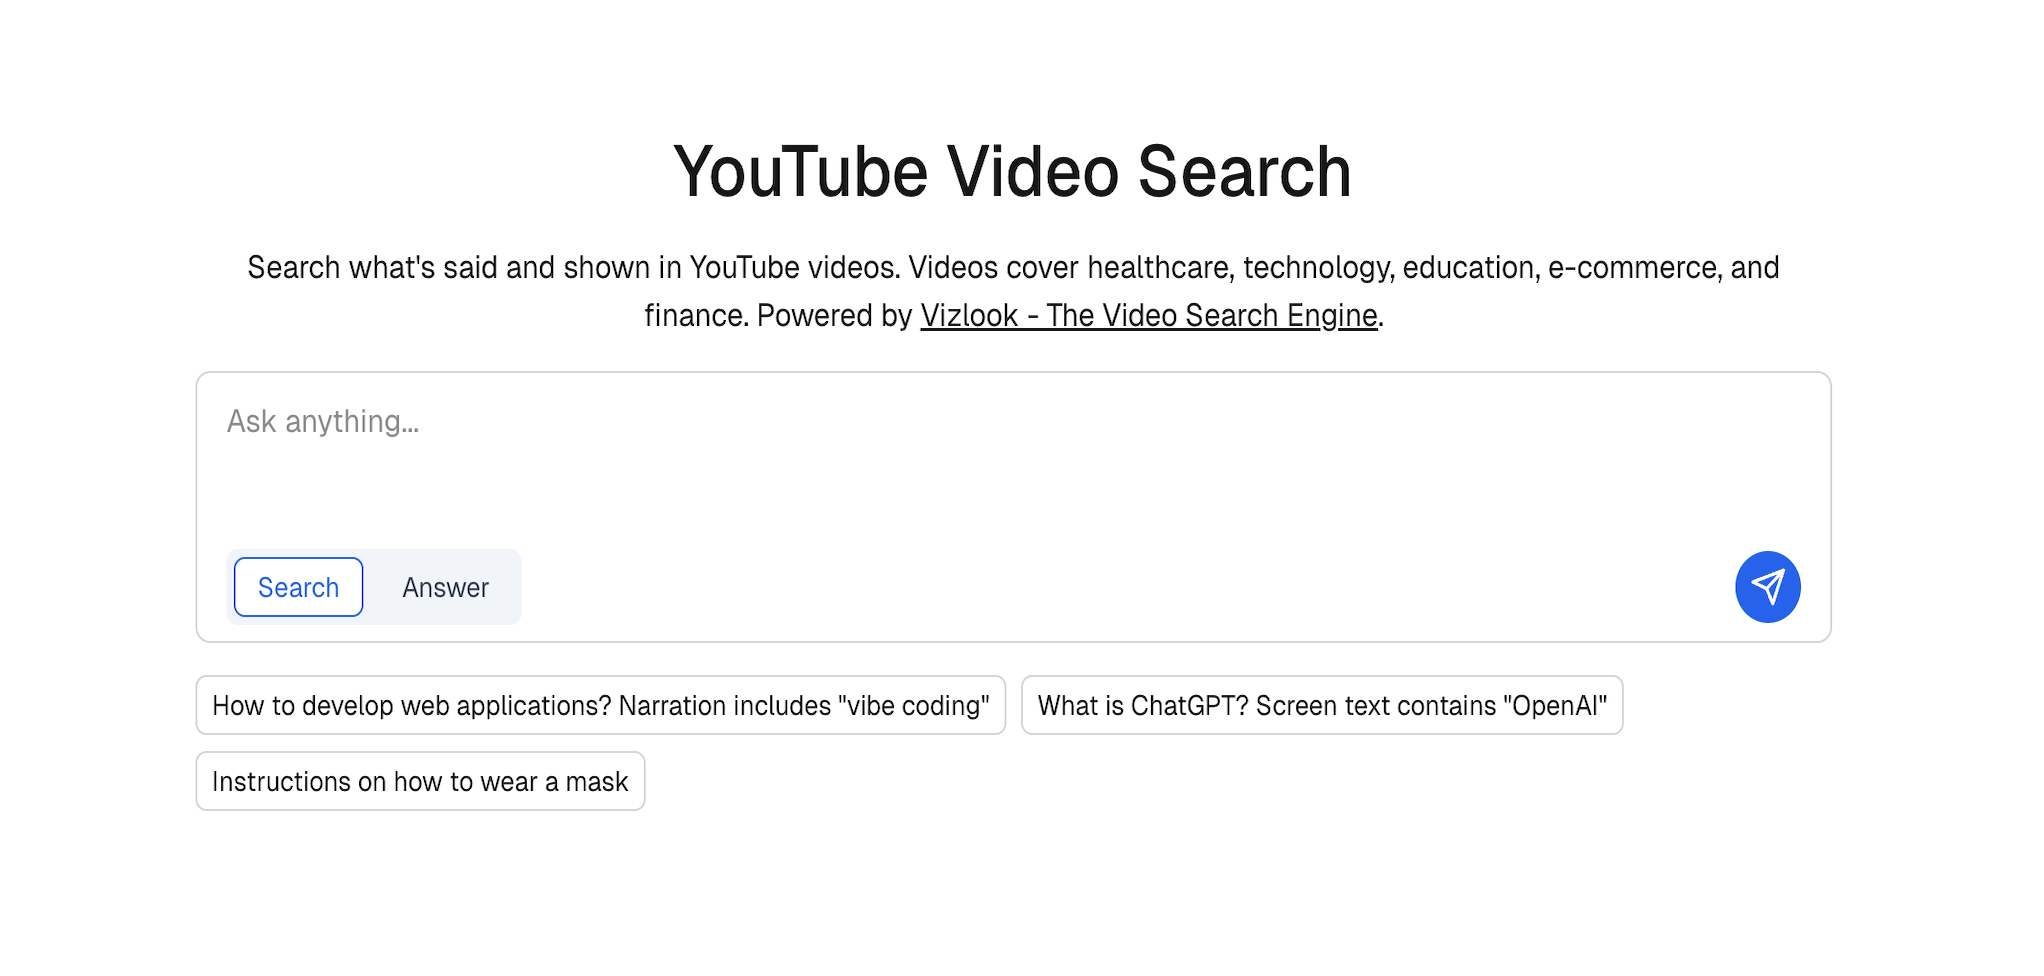 YouTube Video Search
Search what's said and shown in YouTube videos. Videos cover healthcare, technology, education, e-commerce, and
finance. Powered by Vizlook - The Video Search Engine.
Ask anything...
Search
Answer
How to develop web applications? Narration includes "vibe coding"
What is ChatGPT? Screen text contains "OpenAI"
Instructions on how to wear a mask